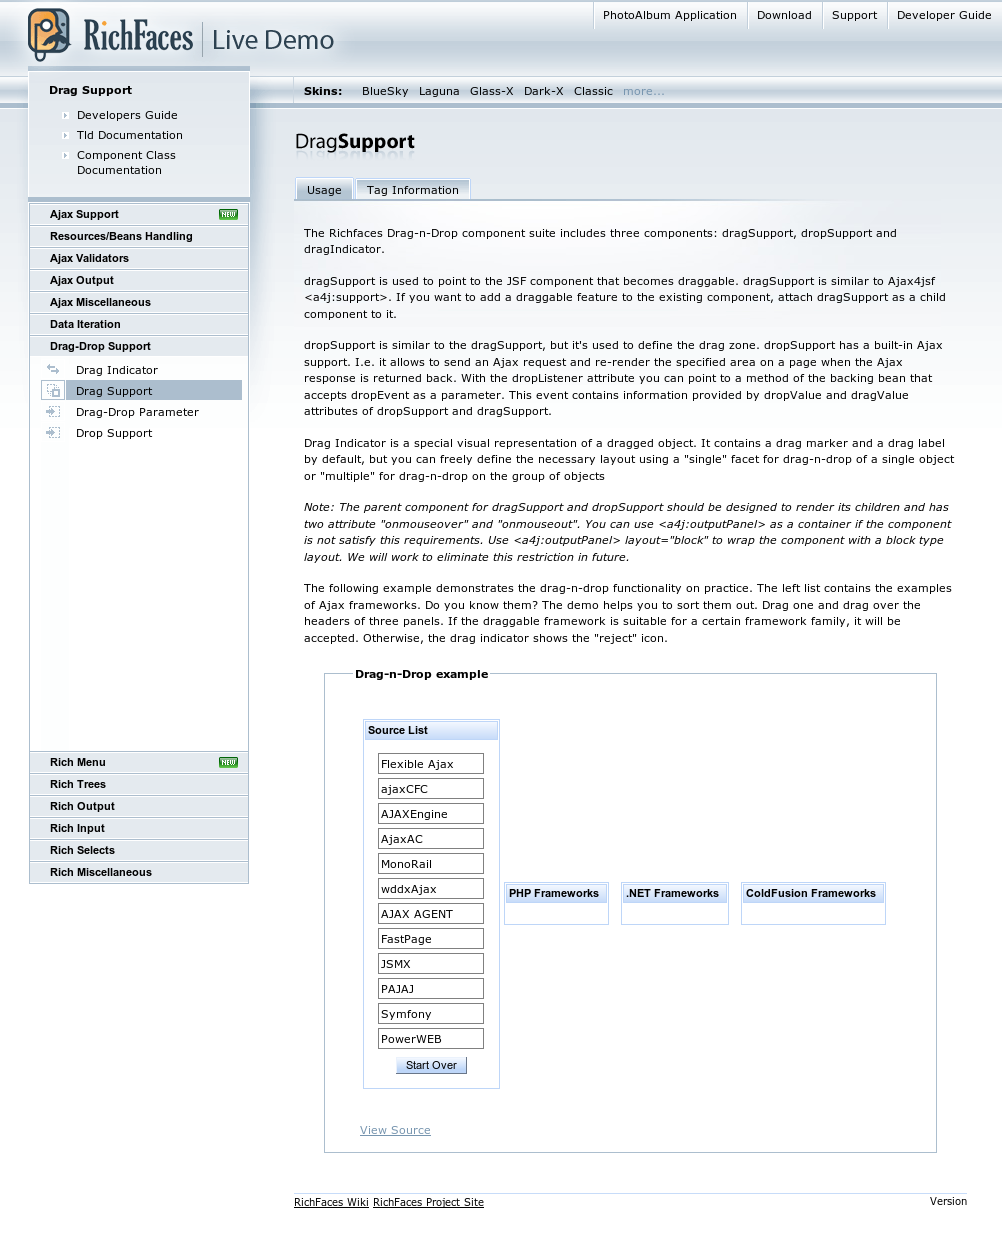 RichFaces Live Demo
PhotoAlbum Application Download Support Developer Guide
Skins: BlueSky Laguna Glass-X Dark-X Classic more...
Drag Support
Developers Guide
Tld Documentation
Component Class
Documentation
Ajax Support NEW
Resources/Beans Handling
Ajax Validators
Ajax Output
Ajax Miscellaneous
Data Iteration
Drag-Drop Support
Drag Indicator
Drag Support
Drag-Drop Parameter
Drop Support
Rich Menu NEW
Rich Trees
Rich Output
Rich Input
Rich Selects
Rich Miscellaneous
DragSupport
Usage Tag Information
The Richfaces Drag-n-Drop component suite includes three components: dragSupport, dropSupport and
dragIndicator.
dragSupport is used to point to the JSF component that becomes draggable. dragSupport is similar to Ajax4jsf
<a4j:support>. If you want to add a draggable feature to the existing component, attach dragSupport as a child
component to it.
dropSupport is similar to the dragSupport, but it's used to define the drag zone. dropSupport has a built-in Ajax
support. I.e. it allows to send an Ajax request and re-render the specified area on a page when the Ajax
response is returned back. With the dropListener attribute you can point to a method of the backing bean that
accepts dropEvent as a parameter. This event contains information provided by dropValue and dragValue
attributes of dropSupport and dragSupport.
Drag Indicator is a special visual representation of a dragged object. It contains a drag marker and a drag label
by default, but you can freely define the necessary layout using a "single" facet for drag-n-drop of a single object
or "multiple" for drag-n-drop on the group of objects
Note: The parent component for dragSupport and dropSupport should be designed to render its children and has
two attribute "onmouseover" and "onmouseout". You can use <a4j:outputPanel> as a container if the component
is not satisfy this requirements. Use <a4j:outputPanel> layout="block" to wrap the component with a block type
layout. We will work to eliminate this restriction in future.
The following example demonstrates the drag-n-drop functionality on practice. The left list contains the examples
of Ajax frameworks. Do you know them? The demo helps you to sort them out. Drag one and drag over the
headers of three panels. If the draggable framework is suitable for a certain framework family, it will be
accepted. Otherwise, the drag indicator shows the "reject" icon.
Drag-n-Drop example
Source List
Flexible Ajax
ajaxCFC
AJAXEngine
AjaxAC
MonoRail
wddxAjax
AJAX AGENT
FastPage
JSMX
PAJAJ
Symfony
PowerWEB
Start Over
PHP Frameworks .NET Frameworks ColdFusion Frameworks
View Source
RichFaces Wiki RichFaces Project Site Version